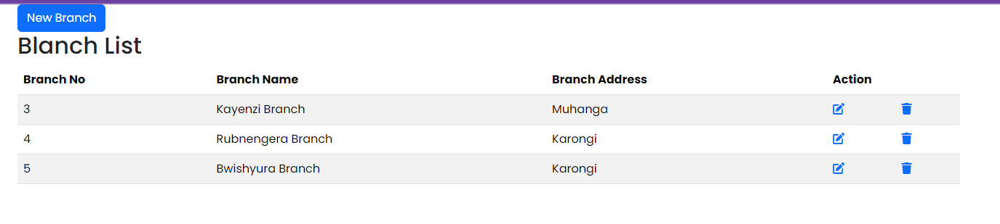 New Branch
Blanch List
Branch No Branch Name Branch Address Action
3 Kayenzi Branch Muhanga
4 Rubnengera Branch Karongi
5 Bwishyura Branch Karongi